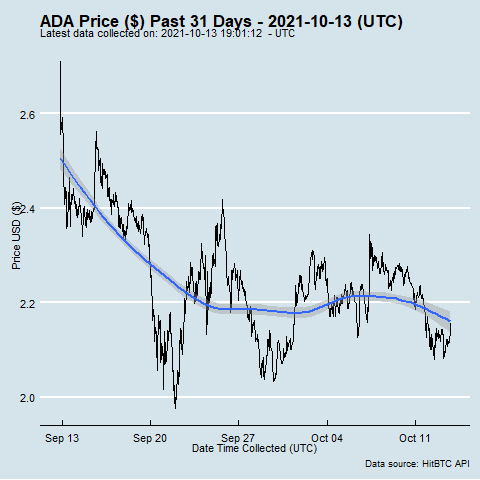 ADA Price ($) Past 31 Days - 2021-10-13 (UTC)
Latest data collected on: 2021-10-13 19:01:12 - UTC
2.6
2.4
2.2
2.0
Price USD ($)
Sep 13 Sep 20 Sep 27 Oct 04 Oct 11
Date Time Collected (UTC)
Data source: HitBTC API